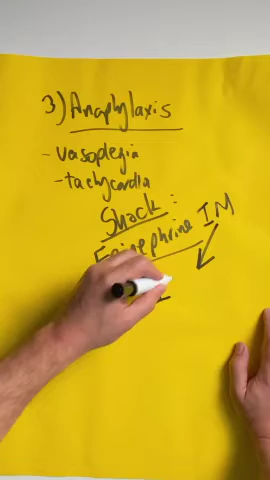 3) Anaphylaxis
- vasoplegia
- tachycardia
Shock :
Epinephrine IM